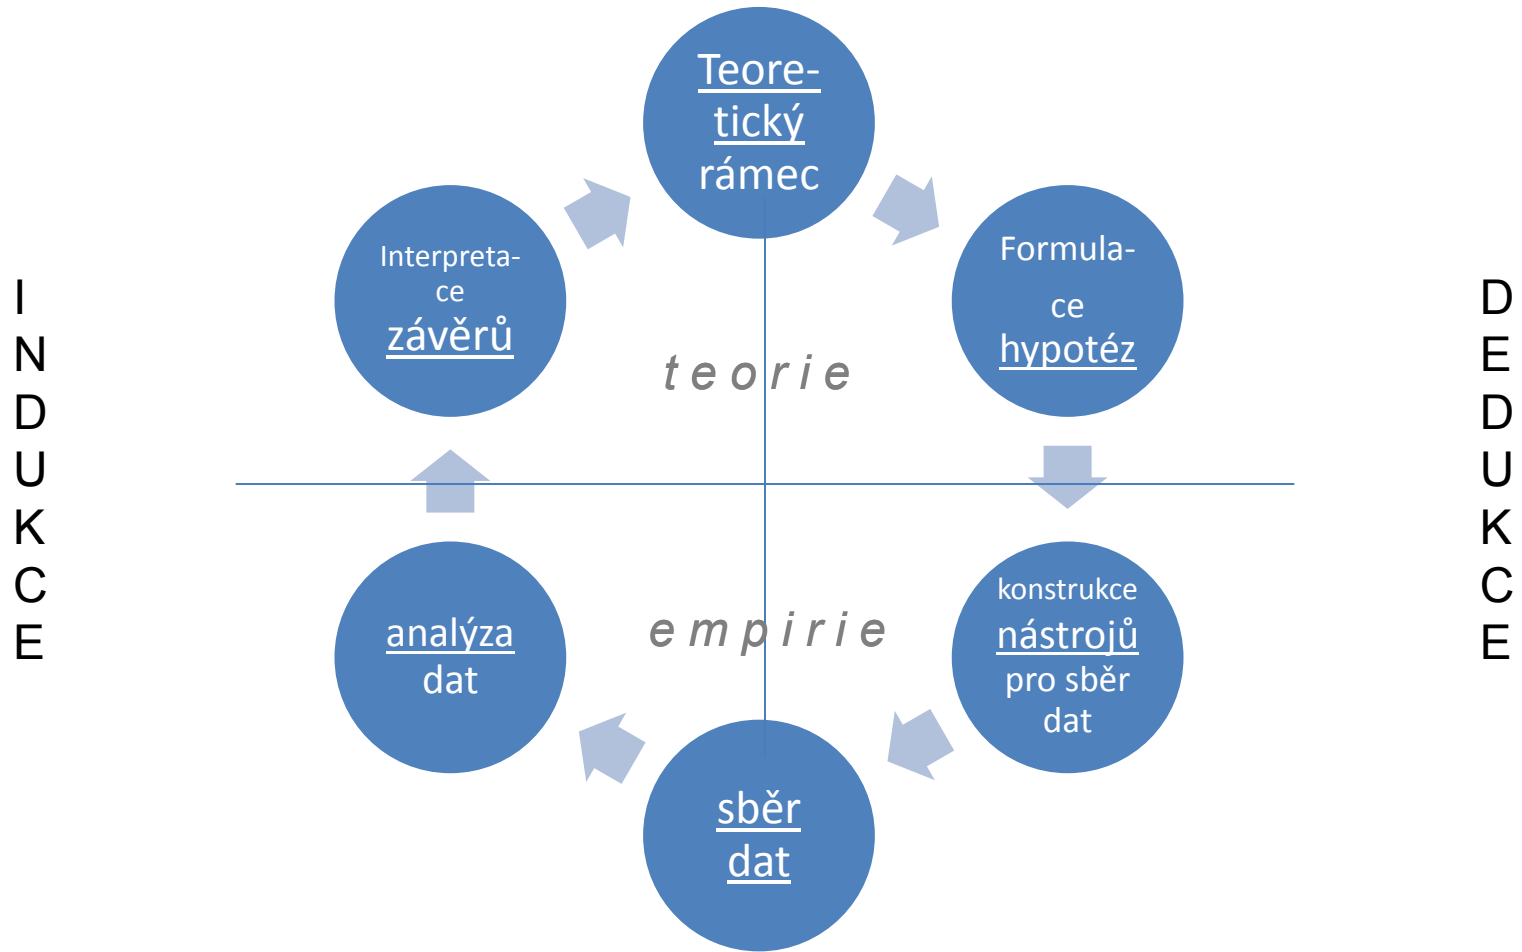 Teore-
tický
rámec
Formula-
ce
hypotéz
konstrukce
nástrojů
pro sběr
dat
sběr
dat
analýza
dat
Interpreta-
ce
závěrů
teorie
empirie
I
N
D
U
K
C
E
D
E
D
U
K
C
E